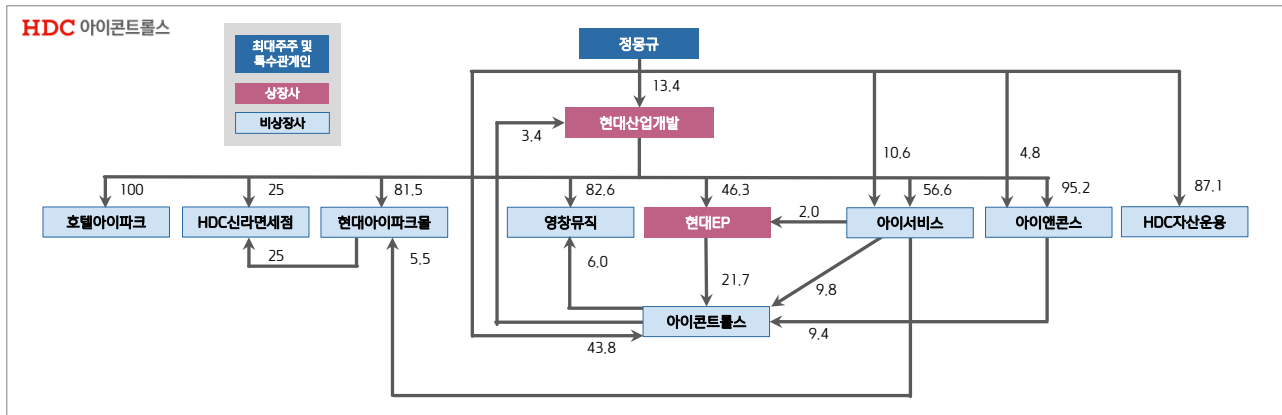 HDC 아이콘트롤스
최대주주 및
특수관계인
상장사
비상장사
정몽규
13.4
현대산업개발
3.4
10.6
4.8
100
25
81.5
82.6
46.3
56.6
95.2
87.1
호텔아이파크
HDC신라면세점
현대아이파크몰
영창뮤직
현대EP
2.0
아이서비스
아이앤콘스
HDC자산운용
25
5.5
6.0
21.7
9.8
아이콘트롤스
43.8
9.4